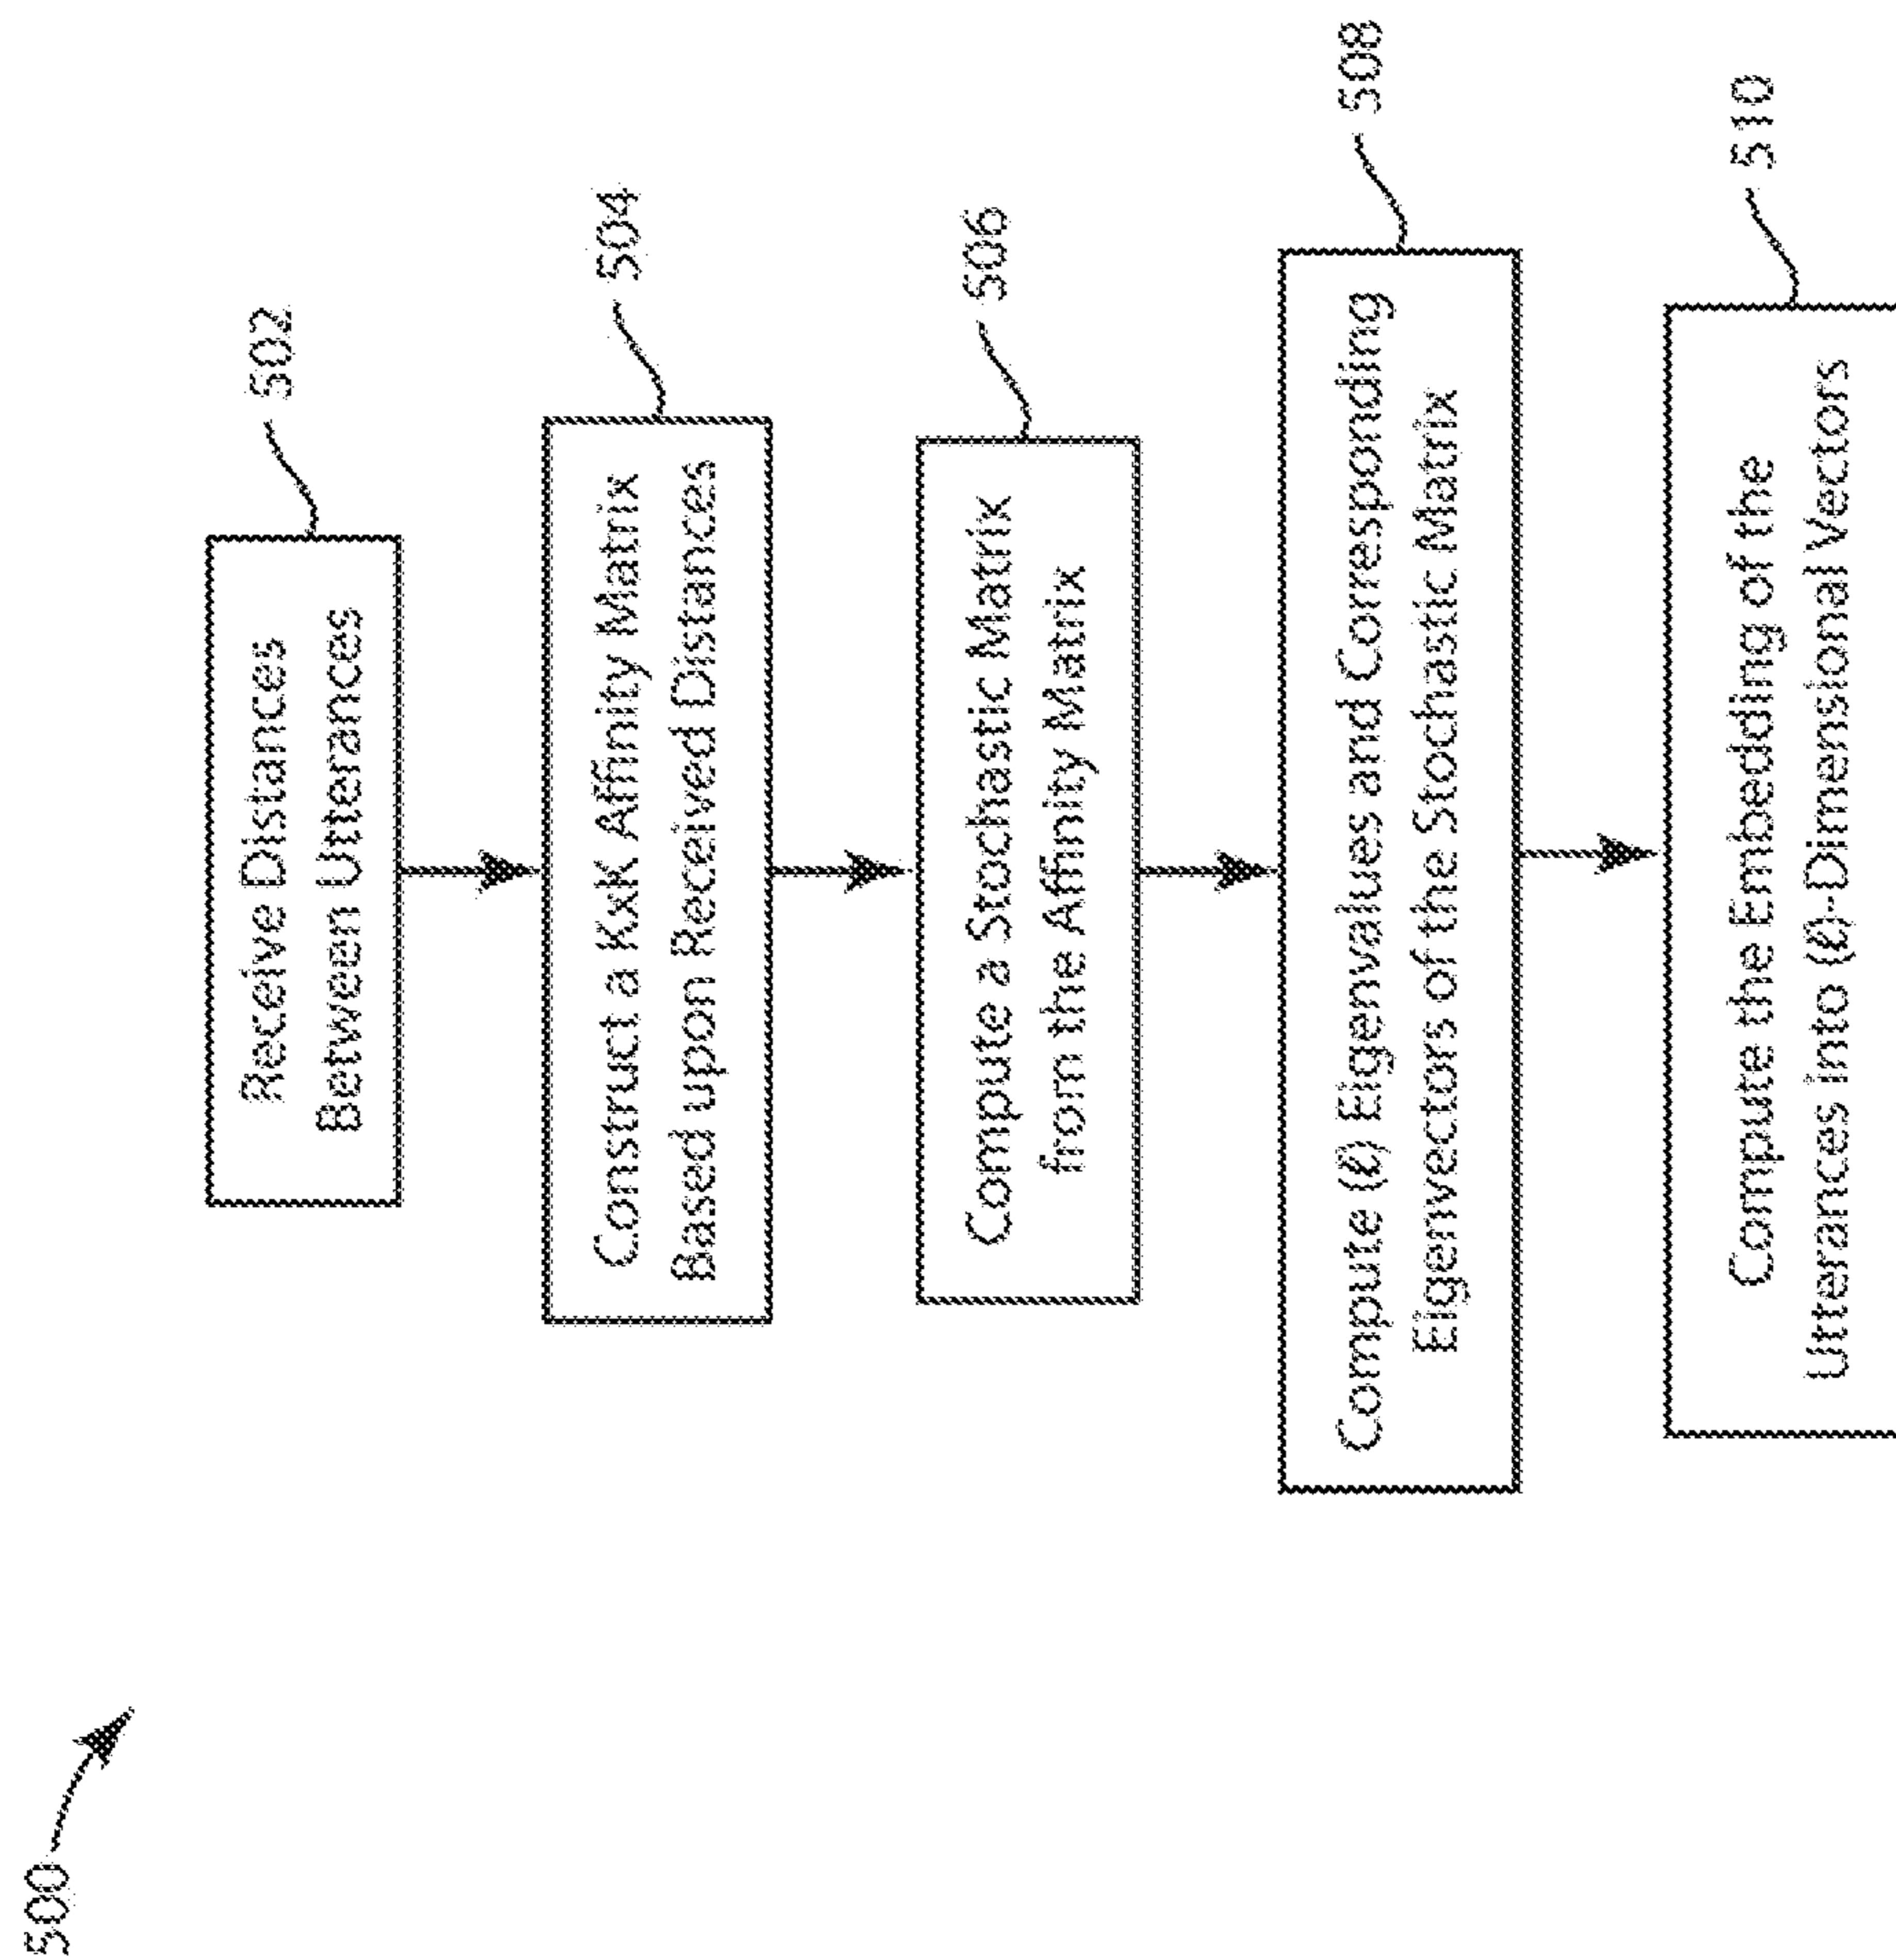 500
Receive Distances
Between Utterances
502
Construct a KxK Affinity Matrix
Based upon Received Distances
504
Compute a Stochastic Matrix
from the Affinity Matrix
506
Compute (ℓ) Eigenvalues and Corresponding
Eigenvectors of the Stochastic Matrix
508
Compute the Embedding of the
Utterances into (ℓ)-Dimensional Vectors
510